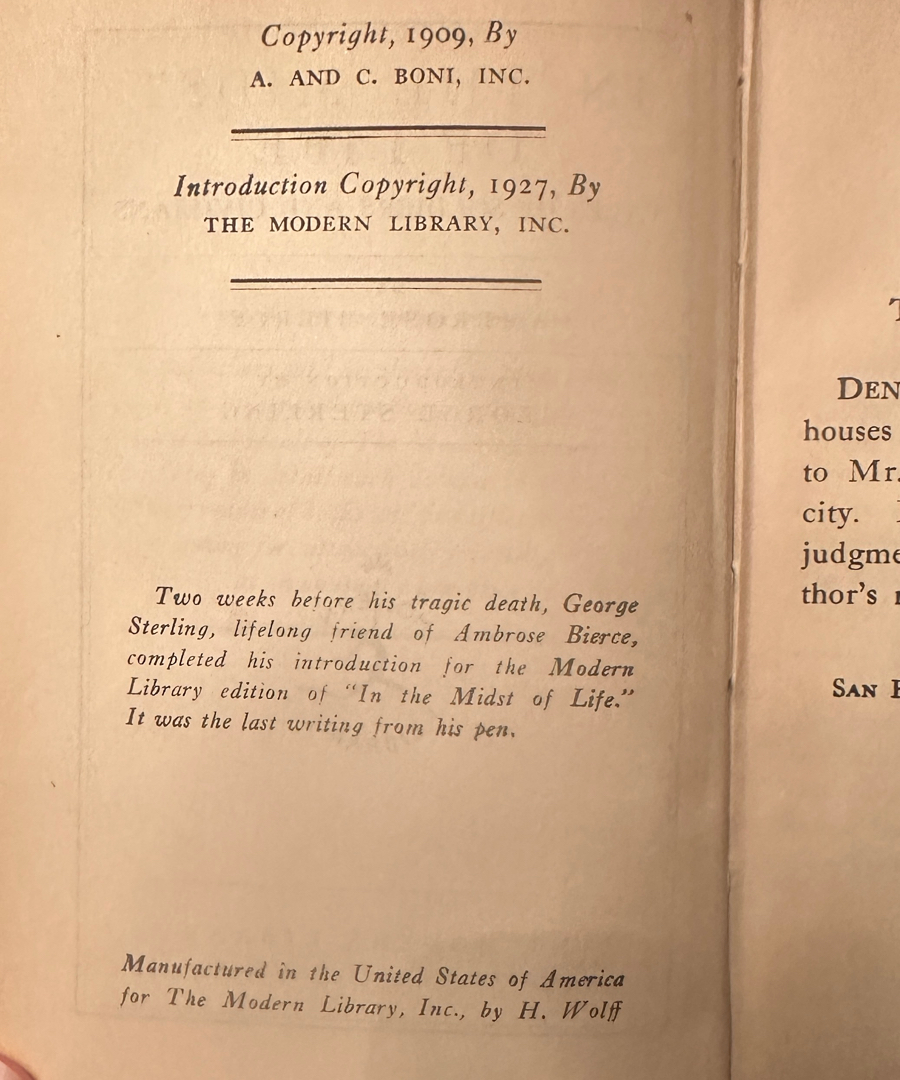 Copyright, 1909, By
A. AND C. BONI, INC.
Introduction Copyright, 1927, By
THE MODERN LIBRARY, INC.
Two weeks before his tragic death, George
Sterling, lifelong friend of Ambrose Bierce,
completed his introduction for the Modern
Library edition of “In the Midst of Life.”
It was the last writing from his pen.
Manufactured in the United States of America
for The Modern Library, Inc., by H. Wolff
T
DEN
houses
to Mr.
city.
judgme
thor's
SAN